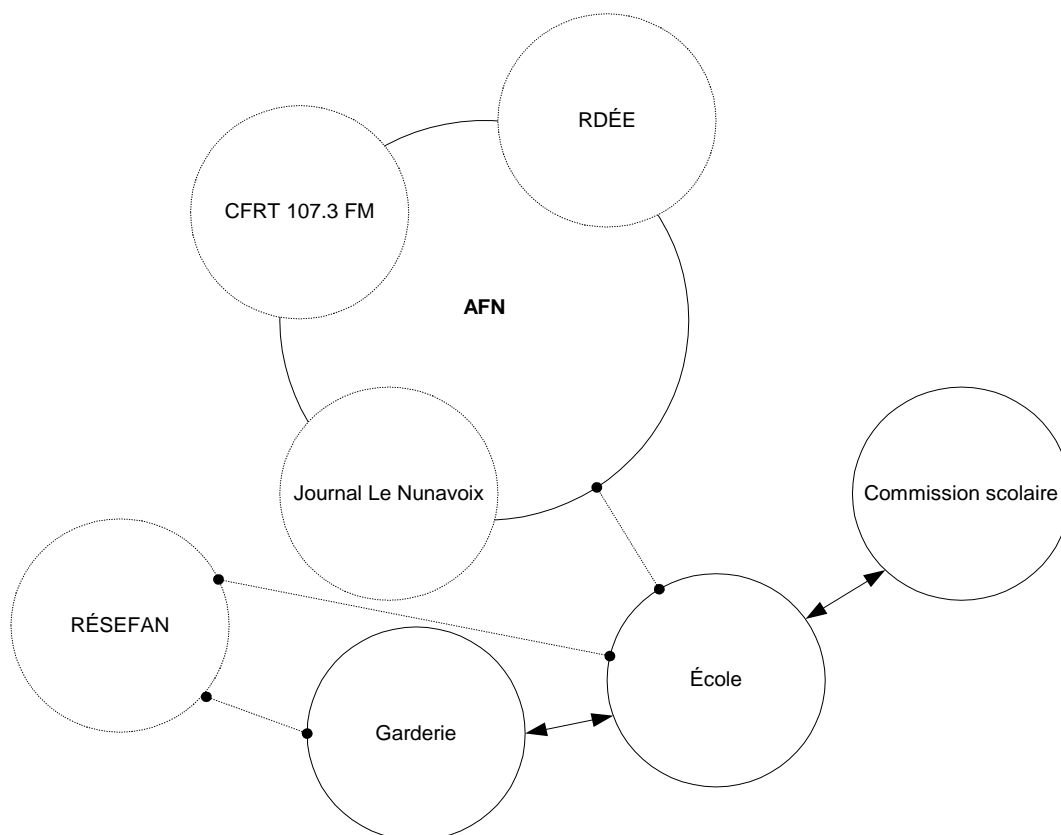 RDÉE
CFRT 107.3 FM
AFN
Journal Le Nunavoix
Commission scolaire
RÉSEFAN
École
Garderie